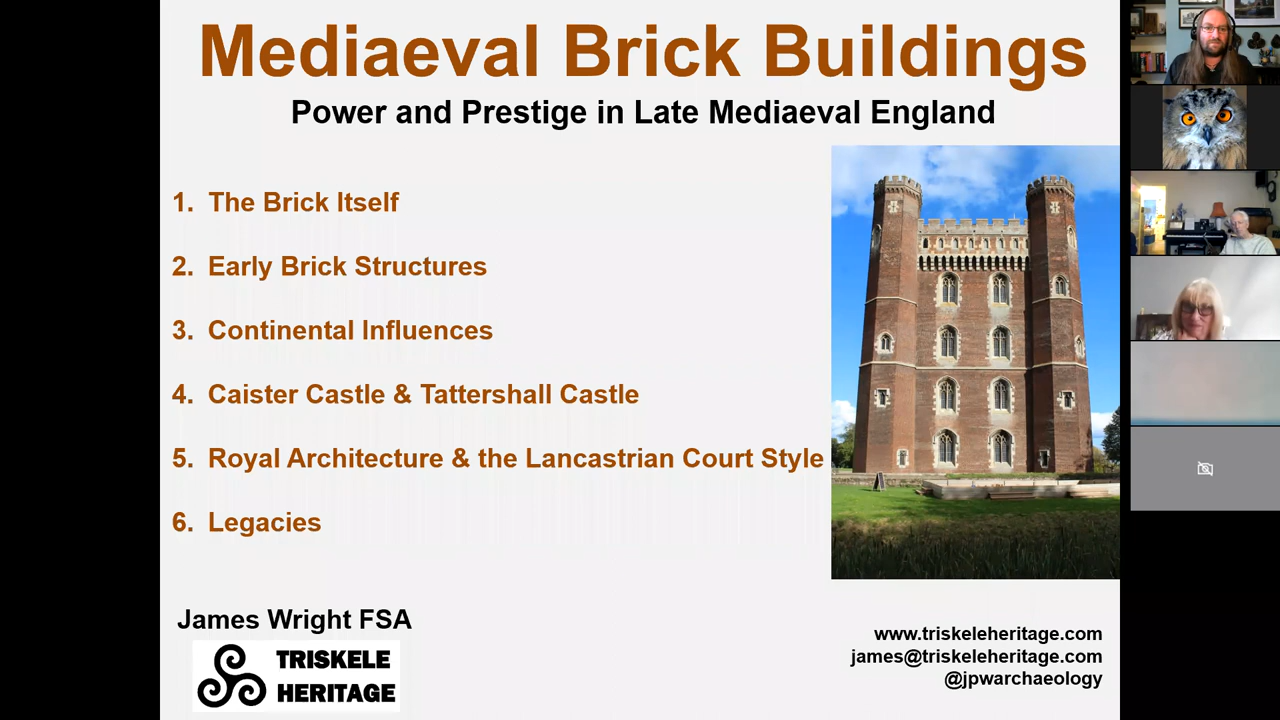 Mediaeval Brick Buildings
Power and Prestige in Late Mediaeval England
1. The Brick Itself
2. Early Brick Structures
3. Continental Influences
4. Caister Castle & Tattershall Castle
5. Royal Architecture & the Lancastrian Court Style
6. Legacies
James Wright FSA
TRISKELE
HERITAGE
www.triskeleheritage.com
james@triskeleheritage.com
@jpwarchaeology